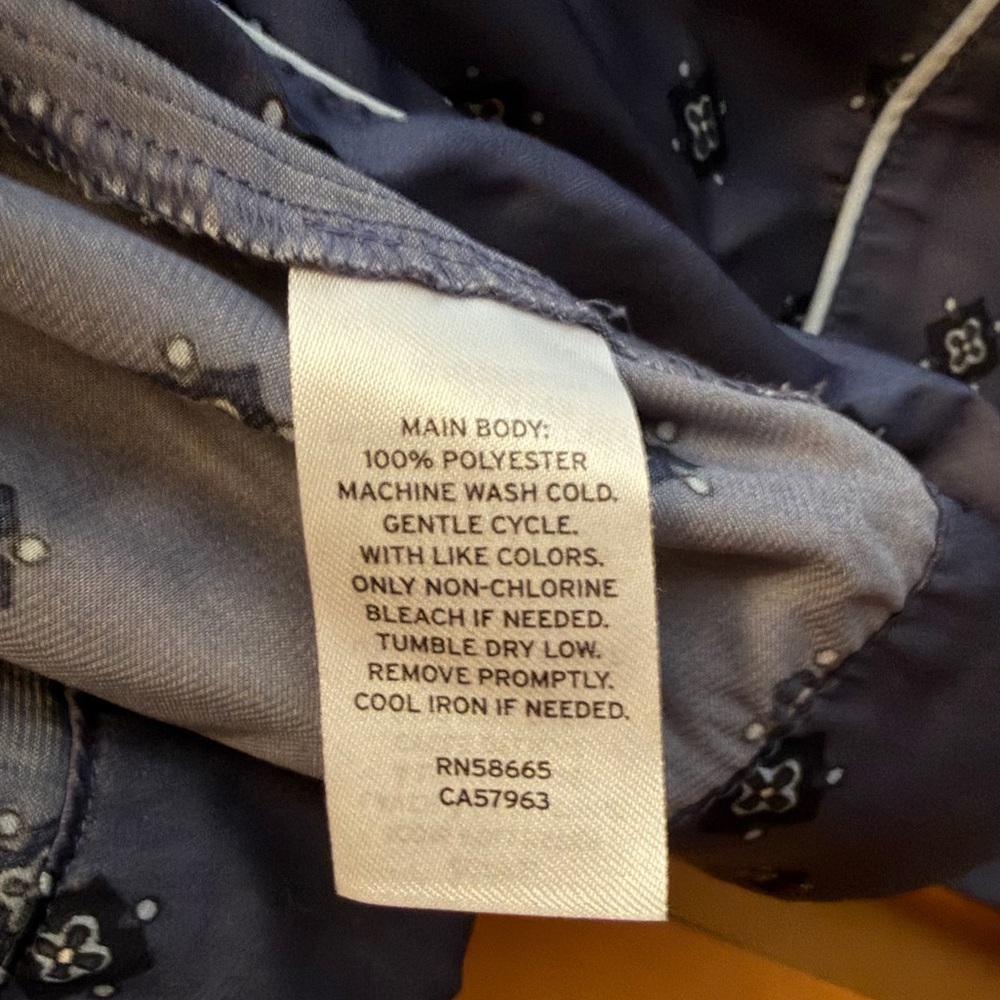 MAIN BODY:
100% POLYESTER
MACHINE WASH COLD.
GENTLE CYCLE.
WITH LIKE COLORS.
ONLY NON-CHLORINE
BLEACH IF NEEDED.
TUMBLE DRY LOW.
REMOVE PROMPTLY.
COOL IRON IF NEEDED.
RN58665
CA57963